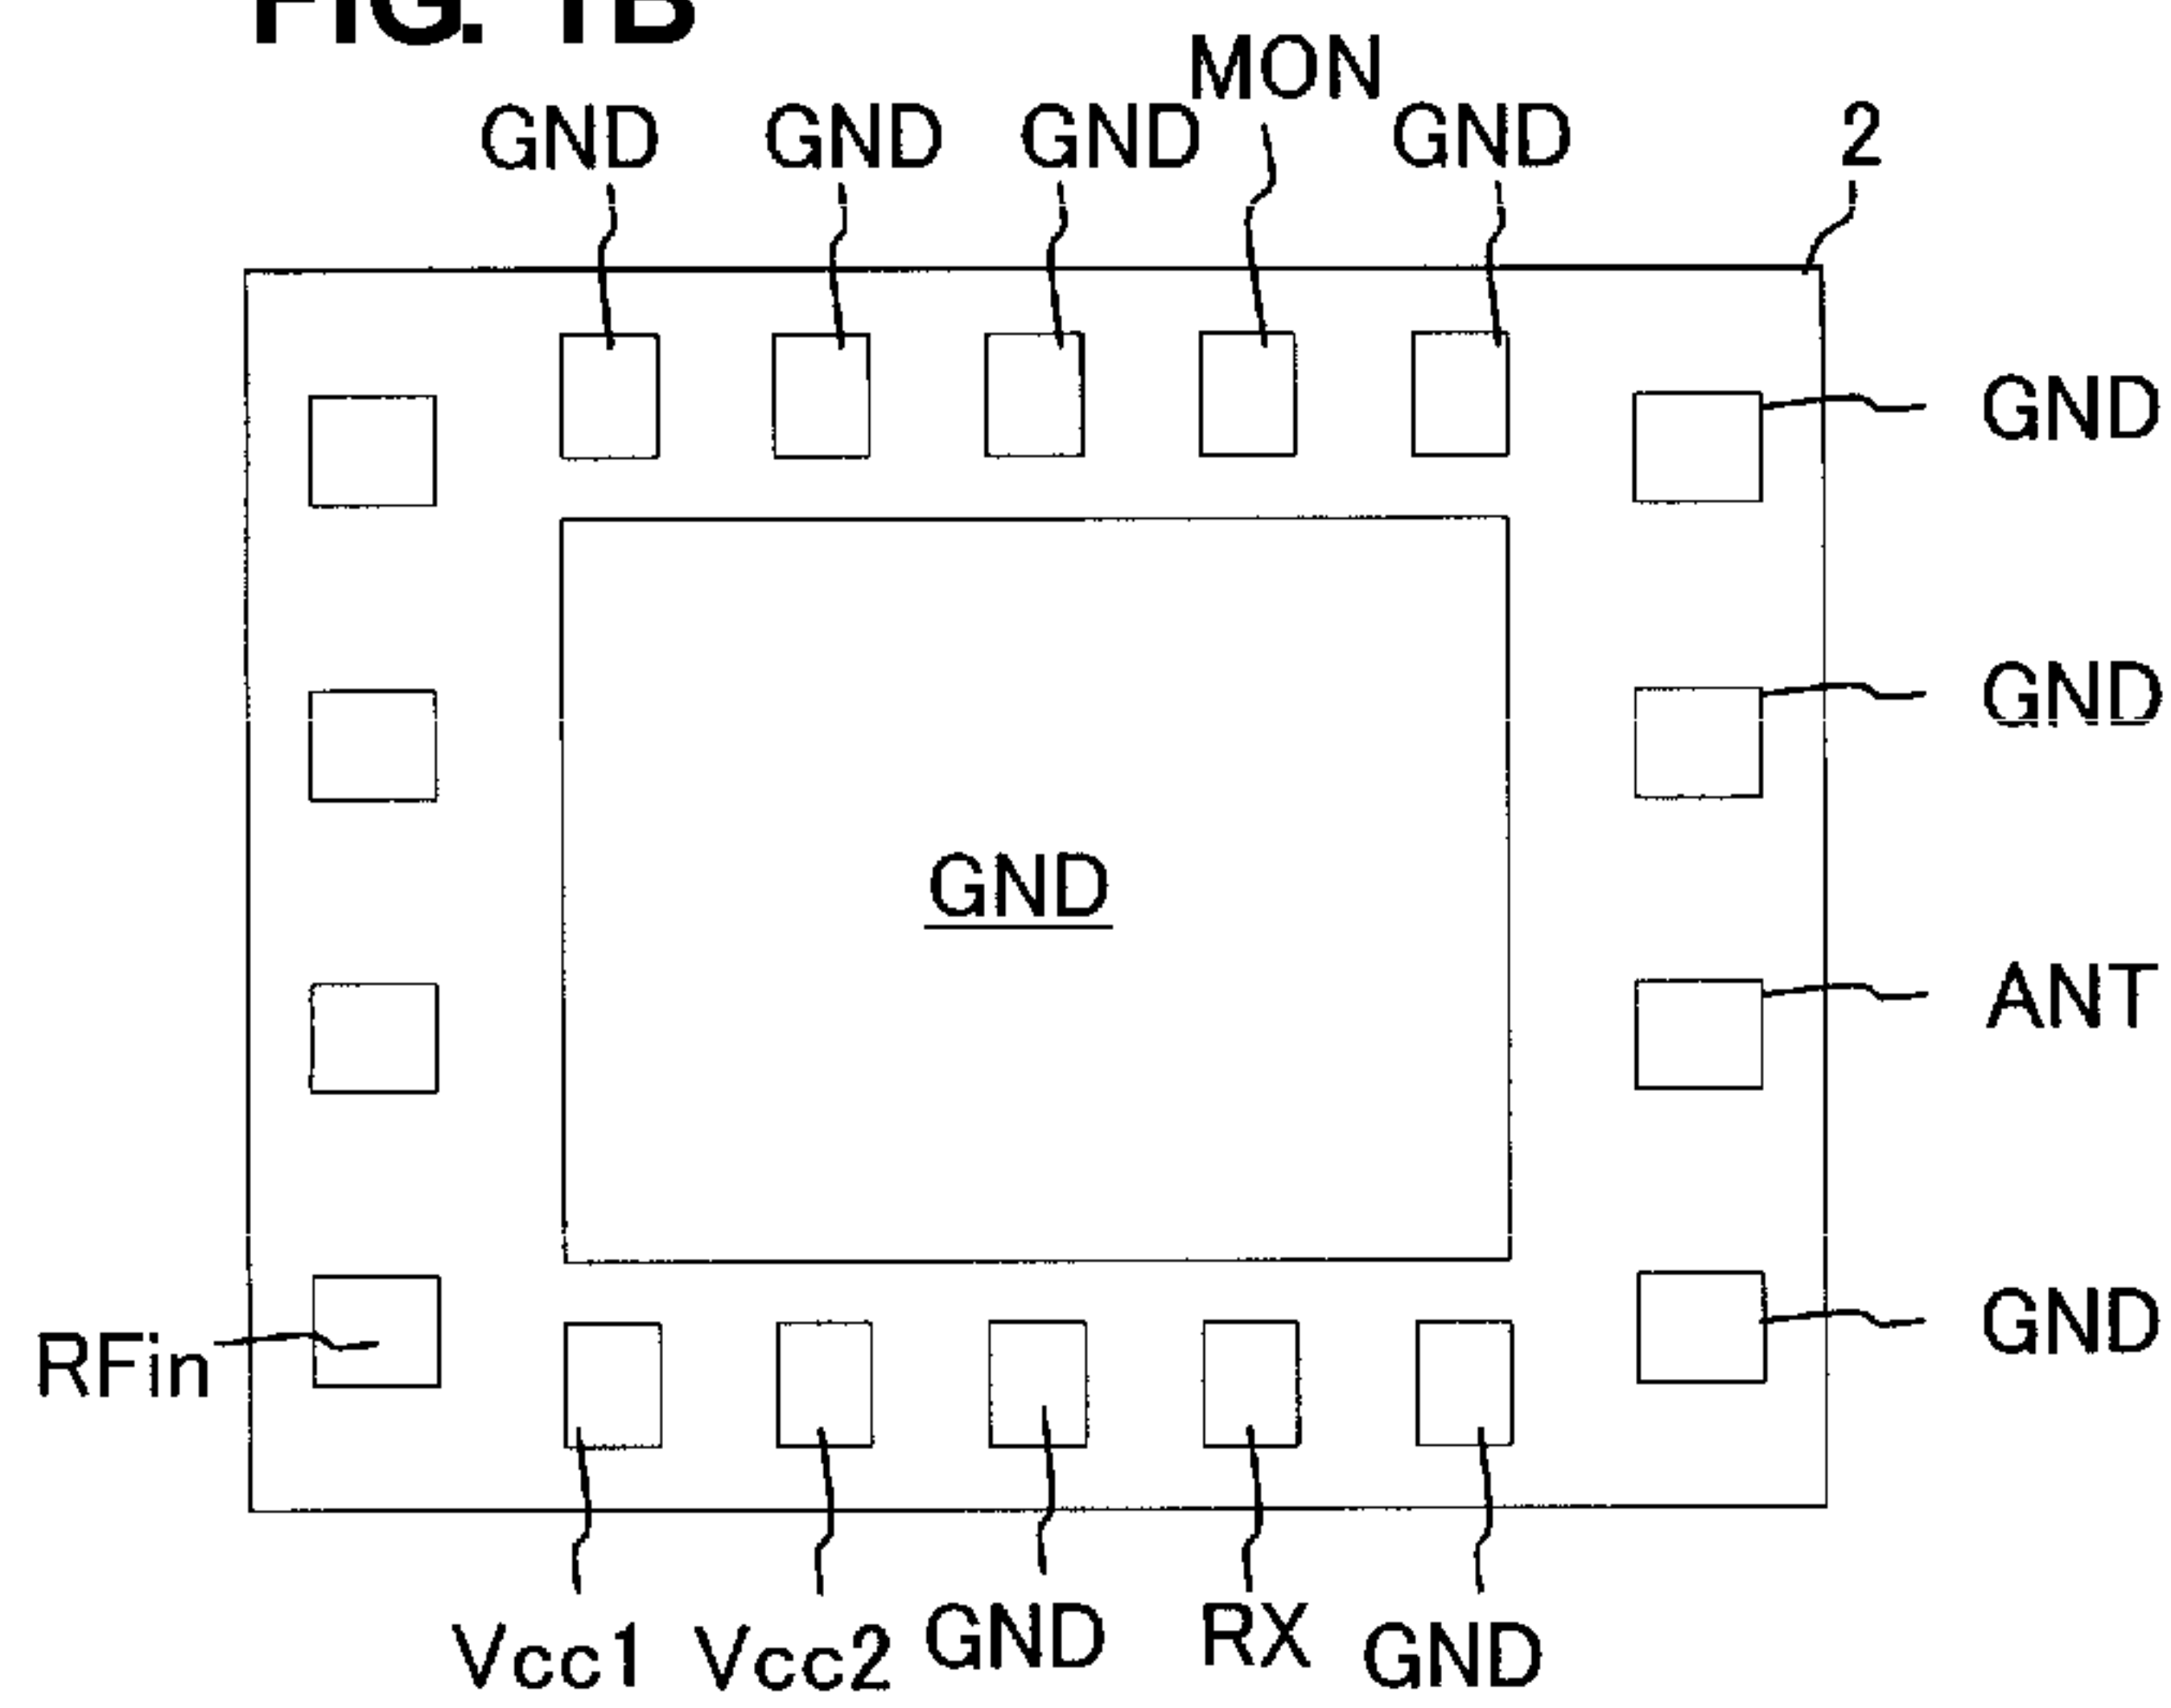 FIG. 1B
MON
GND GND GND GND 2
GND
GND
GND
ANT
RFin
GND
Vcc1 Vcc2 GND RX GND